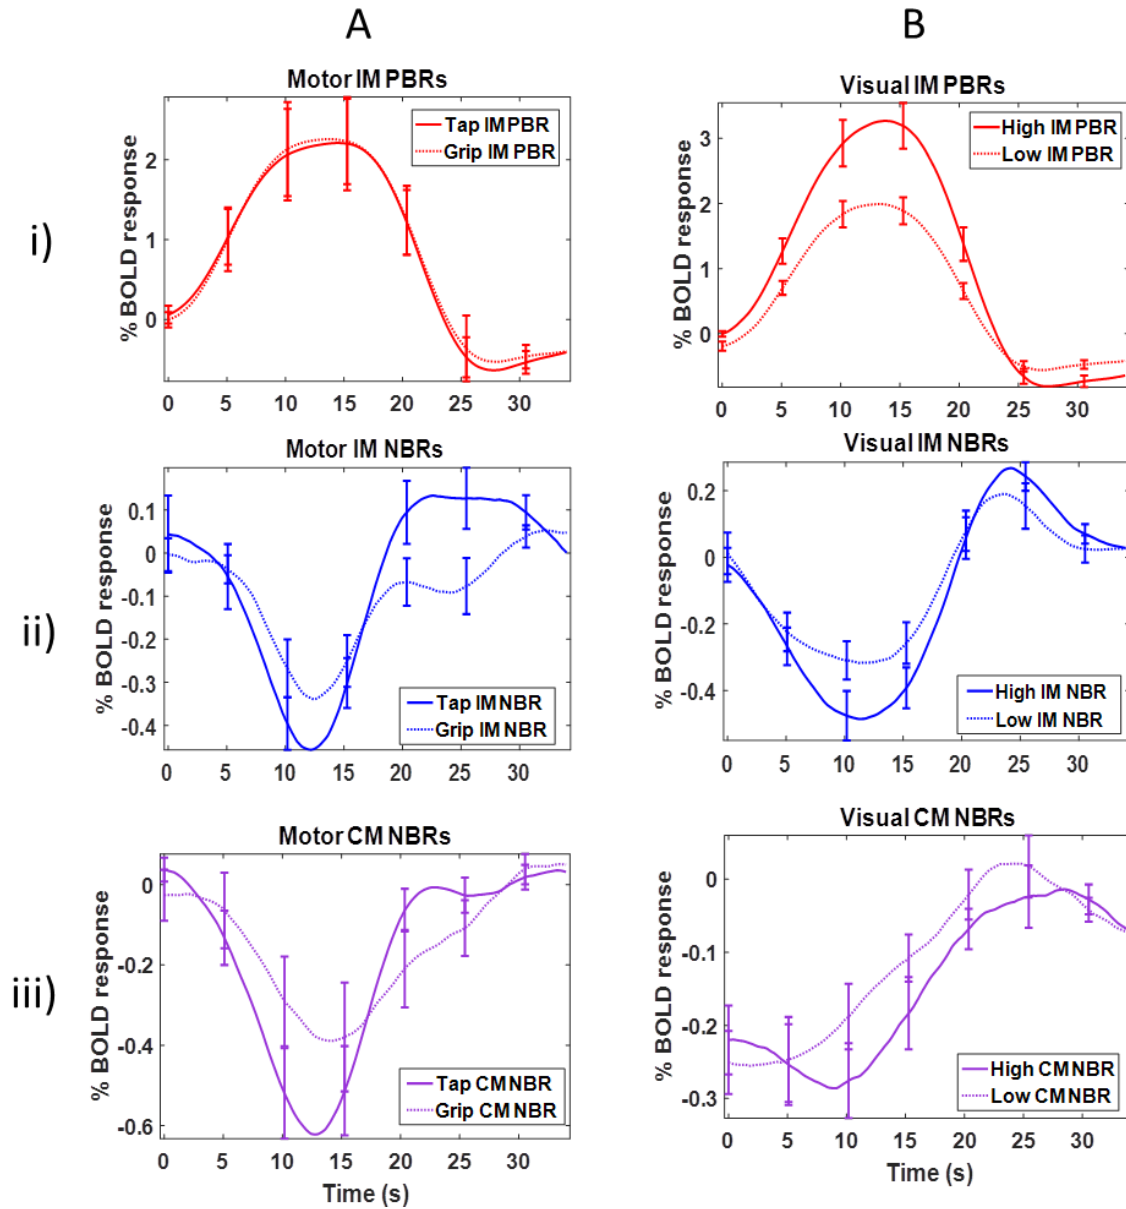 A
B
i)
Motor IM PBRs
% BOLD response
2
1
0
0 5 10 15 20 25 30
Tap IM PBR
Grip IM PBR
Visual IM PBRs
% BOLD response
3
2
1
0
0 5 10 15 20 25 30
High IM PBR
Low IM PBR
ii)
Motor IM NBRs
% BOLD response
0.1
0
-0.1
-0.2
-0.3
-0.4
0 5 10 15 20 25 30
Tap IM NBR
Grip IM NBR
Visual IM NBRs
% BOLD response
0.2
0
-0.2
-0.4
0 5 10 15 20 25 30
High IM NBR
Low IM NBR
iii)
Motor CM NBRs
% BOLD response
0
-0.2
-0.4
-0.6
0 5 10 15 20 25 30
Time (s)
Tap CM NBR
Grip CM NBR
Visual CM NBRs
% BOLD response
0
-0.1
-0.2
-0.3
0 5 10 15 20 25 30
Time (s)
High CM NBR
Low CM NBR